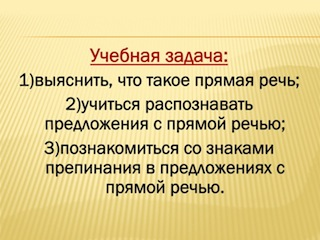 Учебная задача:
1)выяснить, что такое прямая речь;
2)учиться распознавать
предложения с прямой речью;
3)познакомиться со знаками
препинания в предложениях с
прямой речью.